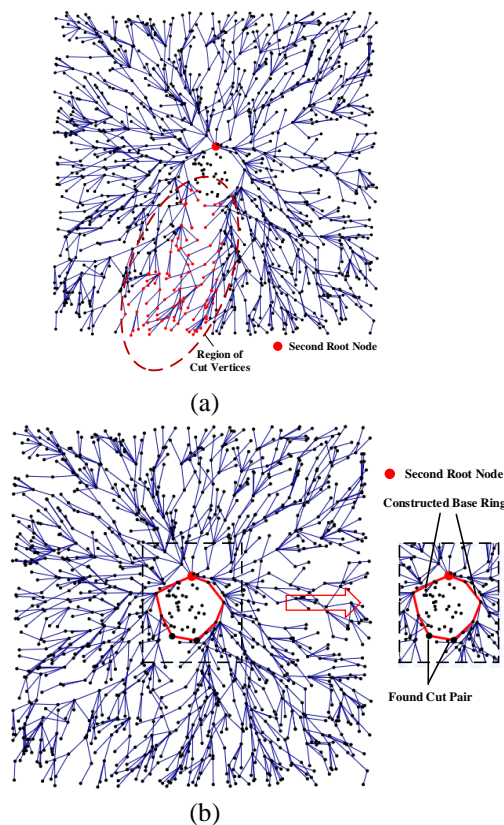 Second Root Node
Region of
Cut Vertices
(a)
Second Root Node
Constructed Base Ring
Found Cut Pair
(b)